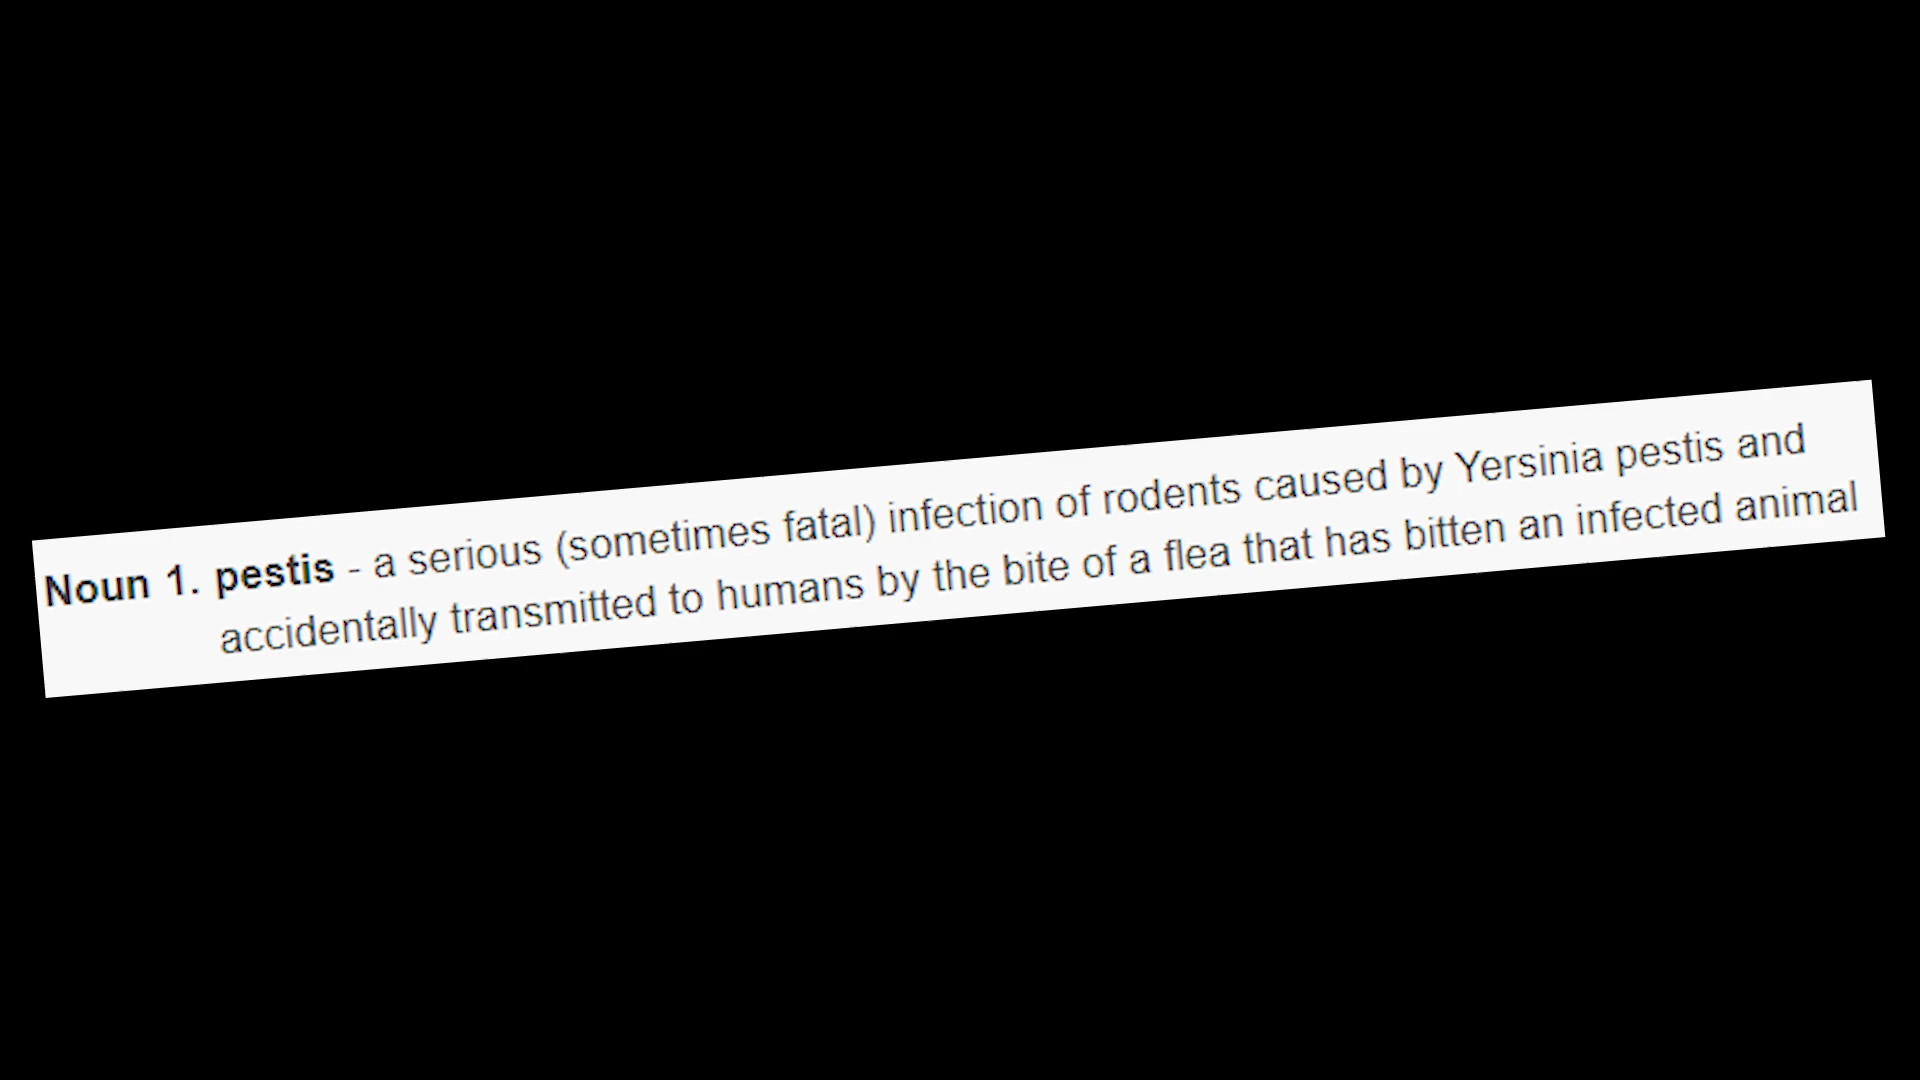 Noun 1. pestis - a serious (sometimes fatal) infection of rodents caused by Yersinia pestis and
accidentally transmitted to humans by the bite of a flea that has bitten an infected animal